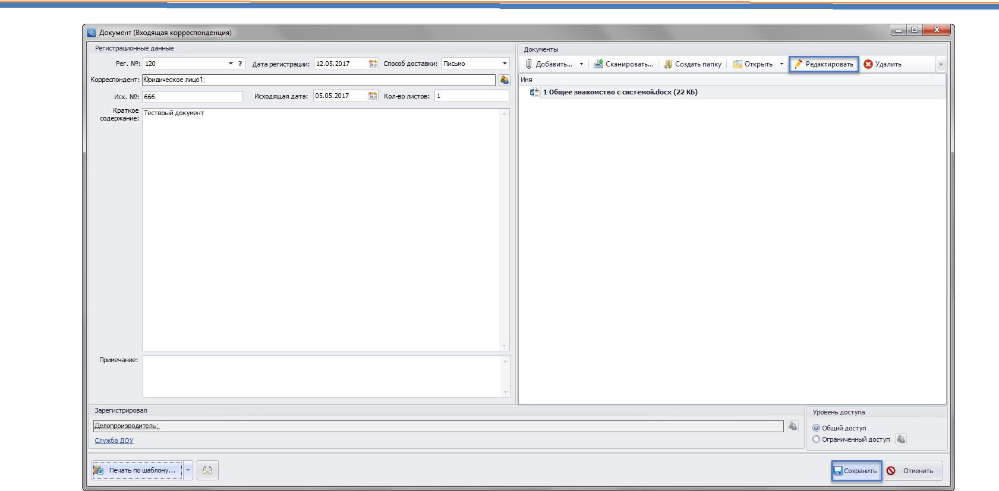 Документ (Входящая корреспонденция)
Регистрационные данные
Рег. №: 120 ? Дата регистрации: 12.05.2017 Способ доставки: Письмо
Корреспондент: Юридическое лицо1;
Исх. №: 666 Исходящая дата: 05.05.2017 Кол-во листов: 1
Краткое содержание: Тествоый документ
Примечание:
Документы
Добавить... Сканировать... Создать папку Открыть Редактировать Удалить
Имя
1 Общее знакомство с системой.docx (22 КБ)
Зарегистрировал
Делопроизводитель;
Служба ДОУ
Уровень доступа
Общий доступ
Ограниченный доступ
Печать по шаблону... Сохранить Отменить